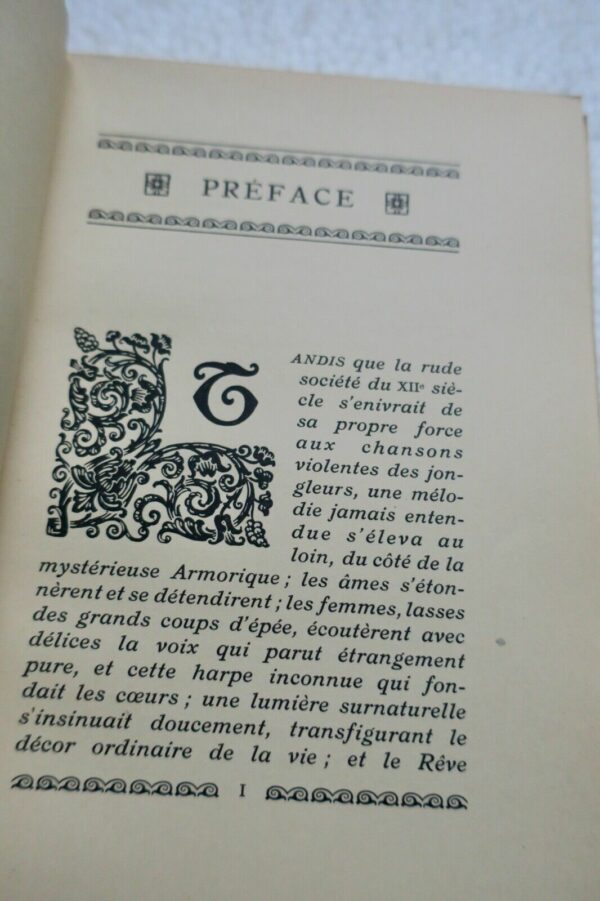 PRÉFACE
TANDIS que la rude
société du XIIe siè-
cle s'enivrait de
sa propre force
aux chansons
violentes des jon-
gleurs, une mélo-
die jamais enten-
due s'éleva au
loin, du côté de la
mystérieuse Armorique ; les âmes s'éton-
nèrent et se détendirent ; les femmes, lasses
des grands coups d'épée, écoutèrent avec
délices la voix qui parut étrangement
pure, et cette harpe inconnue qui fon-
dait les cœurs ; une lumière surnaturelle
s'insinuait doucement, transfigurant le
décor ordinaire de la vie ; et le Rêve
I